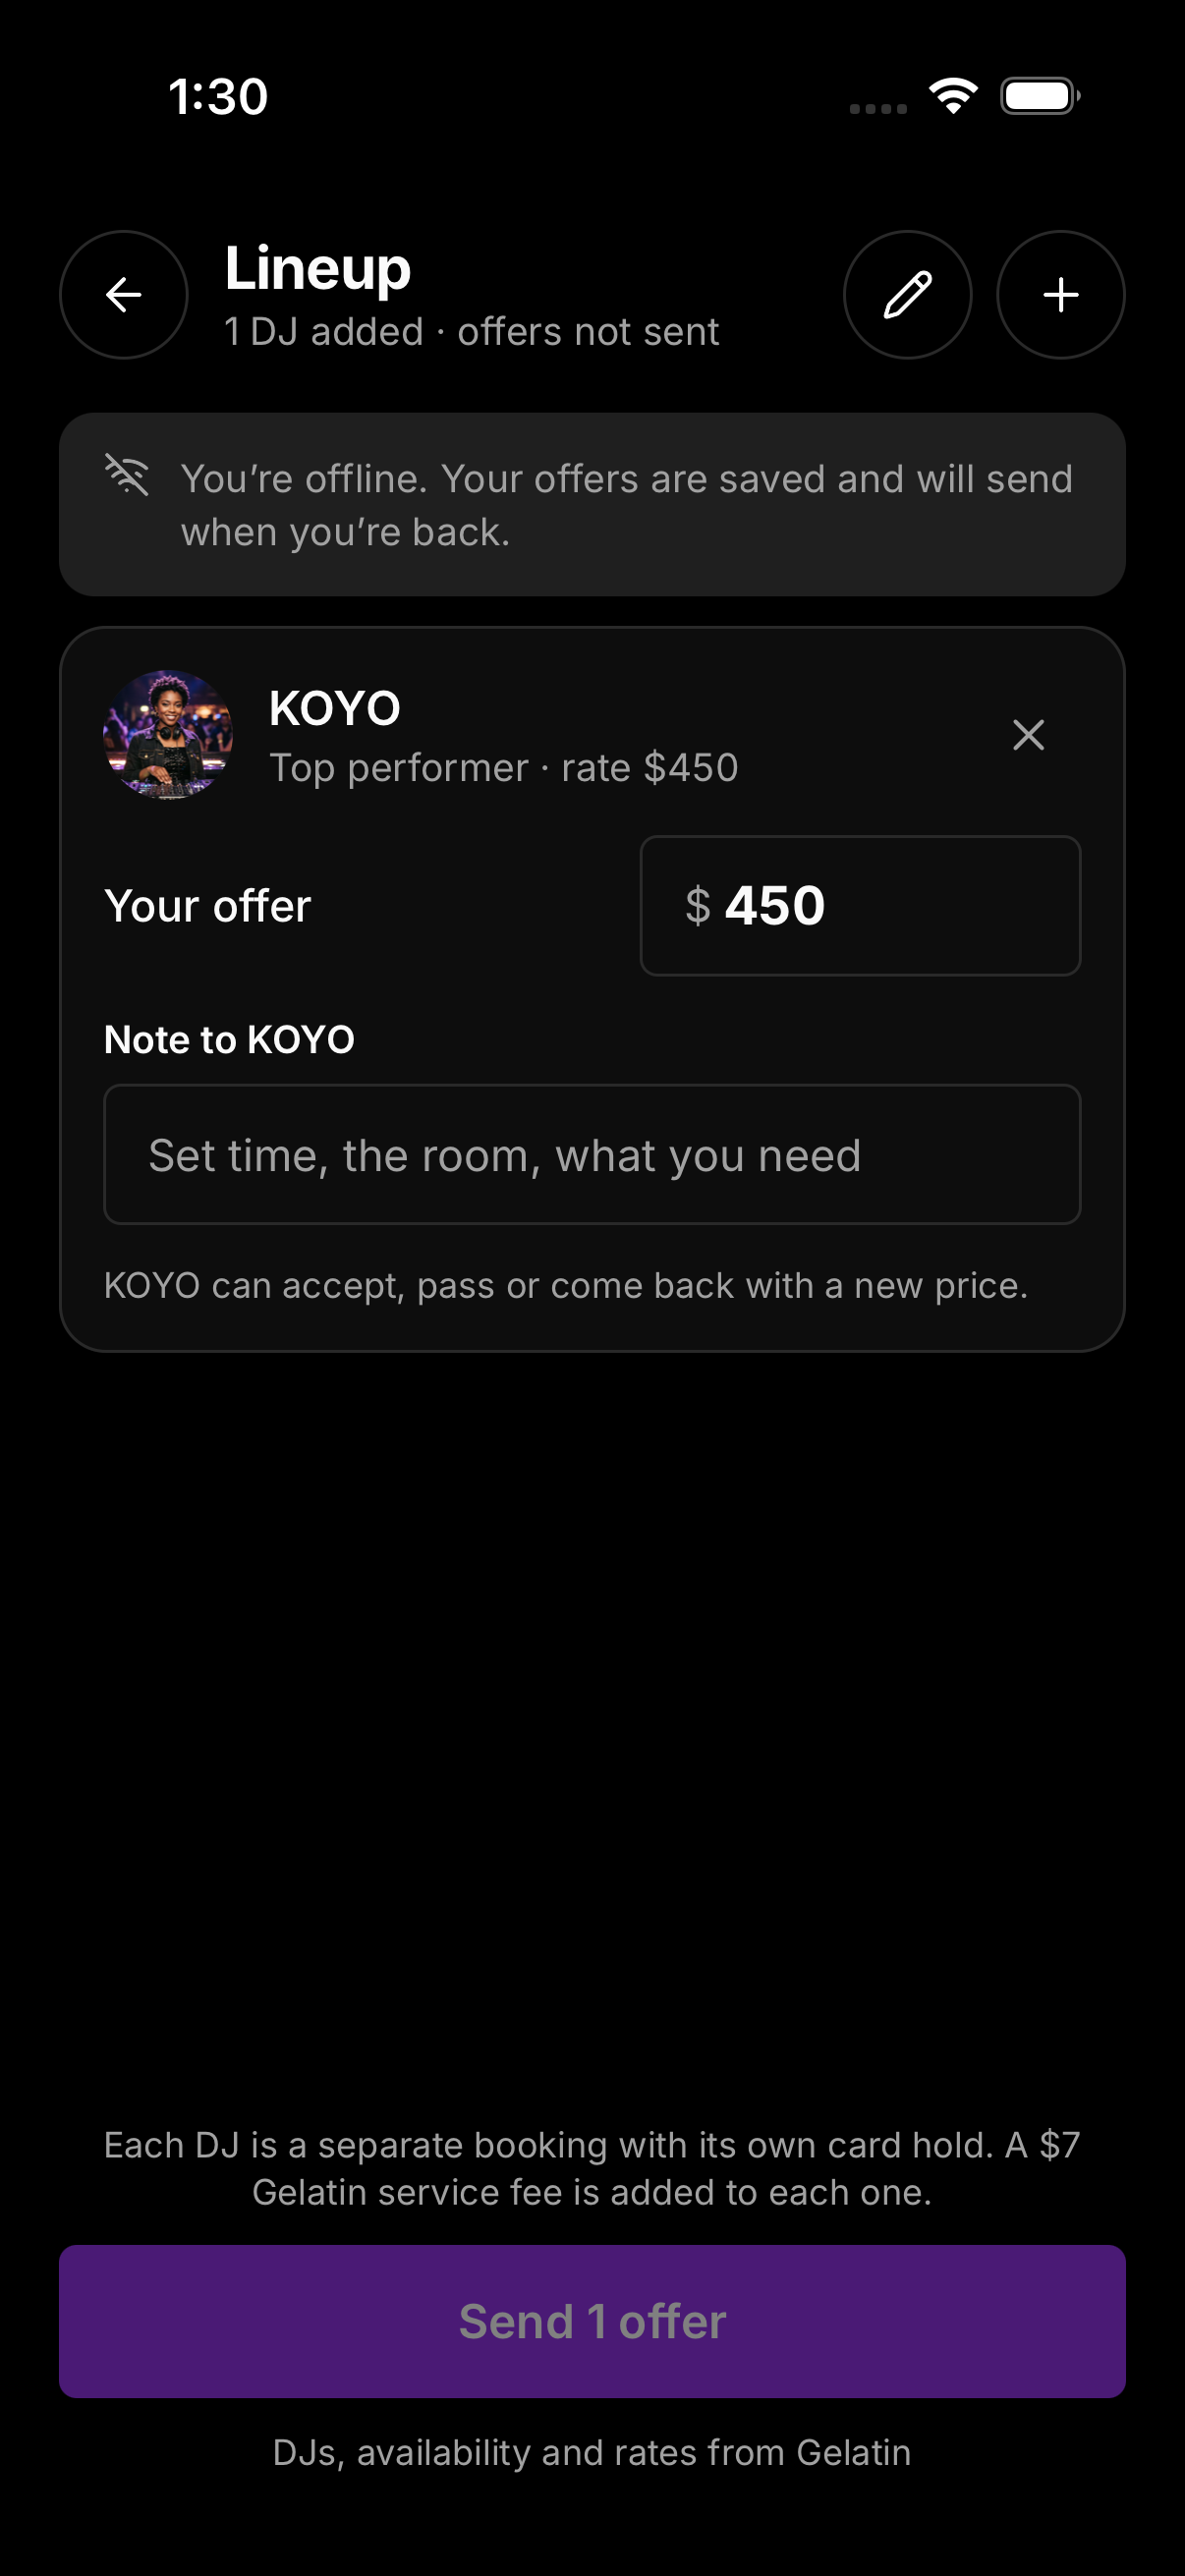 1:30
Lineup
1 DJ added · offers not sent
You’re offline. Your offers are saved and will send
when you’re back.
KOYO
Top performer · rate $450
Your offer
$ 450
Note to KOYO
Set time, the room, what you need
KOYO can accept, pass or come back with a new price.
Each DJ is a separate booking with its own card hold. A $7
Gelatin service fee is added to each one.
Send 1 offer
DJs, availability and rates from Gelatin